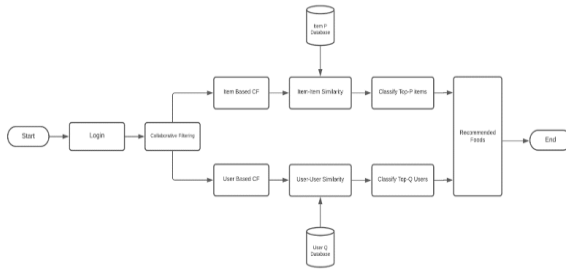 Item P
Database
Item Based CF
Item-Item Similarity
Classify Top-P items
Start
Login
Collaborative Filtering
Recommended
Feeds
End
User Based CF
User-User Similarity
Classify Top-Q Users
User Q
Database